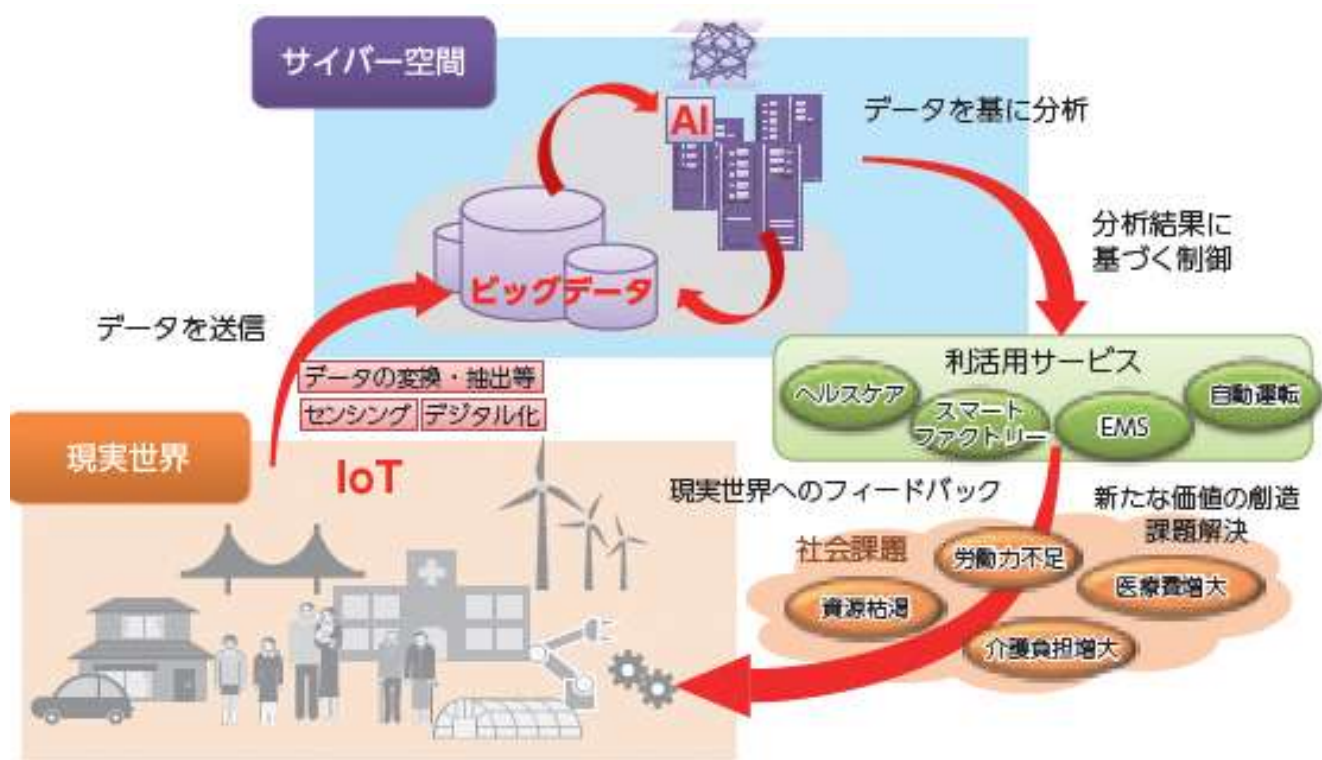 サイバー空間
AI
データを基に分析
分析結果に
基づく制御
ビッグデータ
データを送信
データの変換・抽出等
センシング
デジタル化
利活用サービス
ヘルスケア
スマート
ファクトリー
EMS
自動運転
現実世界
IoT
現実世界へのフィードバック
新たな価値の創造
課題解決
社会課題
労働力不足
医療費増大
資源枯渇
介護負担増大